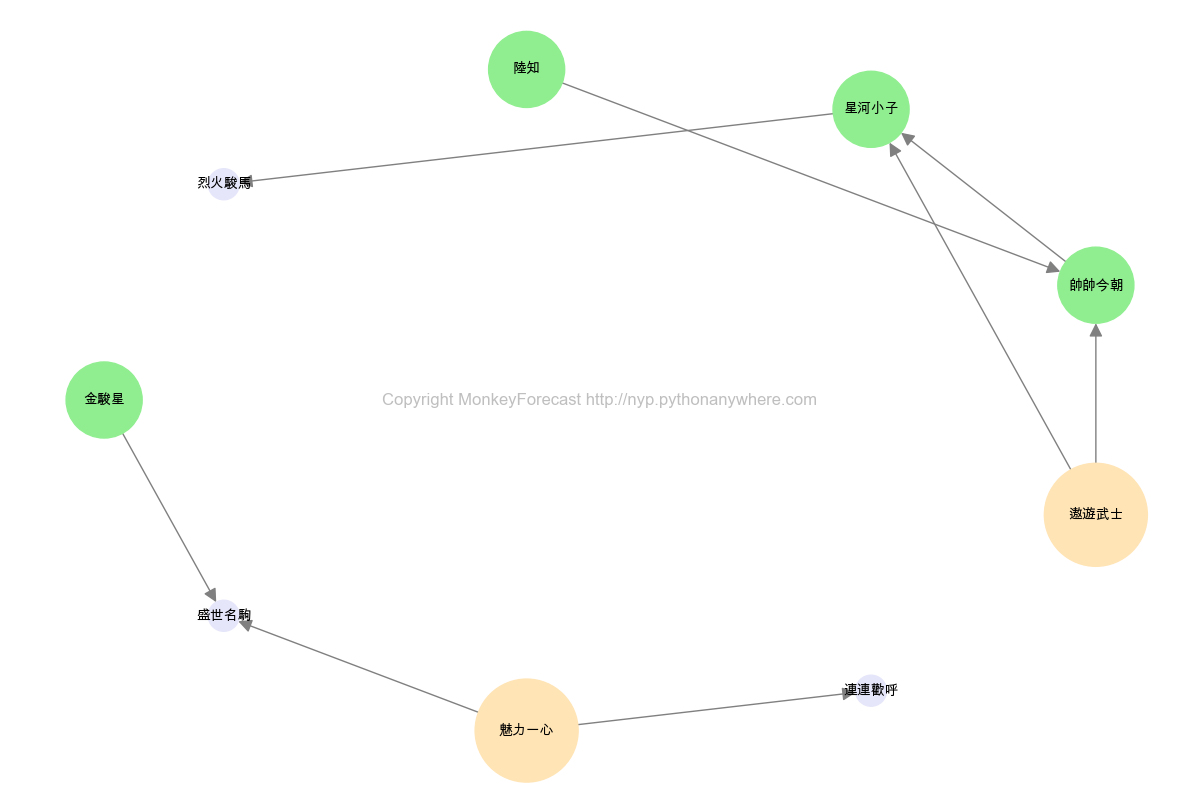 陸知
星河小子
烈火駿馬
帥帥今朝
金駿星
Copyright MonkeyForecast http://nyp.pythonanywhere.com
遨遊武士
盛世名駒
連連歡呼
魅力一心